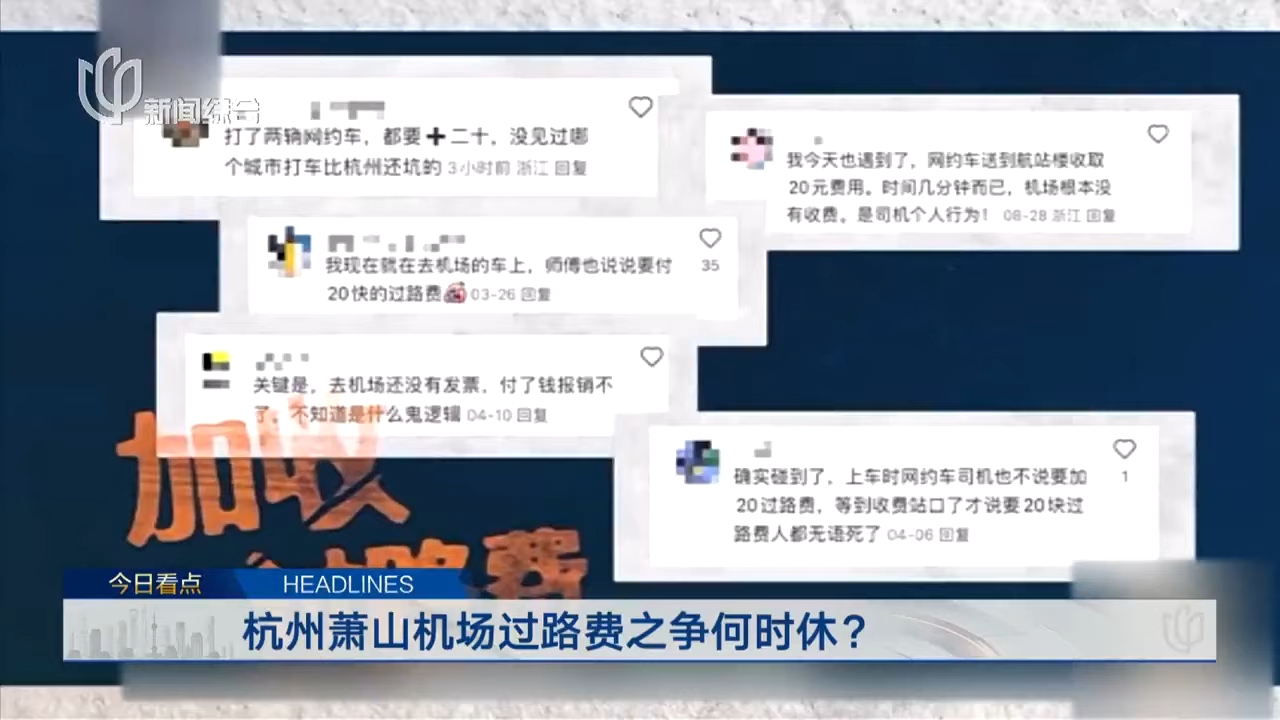 新闻综合
打了两辆网约车，都要➕二十，没见过哪
个城市打车比杭州还坑的 3小时前 浙江 回复
我今天也遇到了，网约车送到航站楼收取
20元费用。时间几分钟而已，机场根本没
有收费。是司机个人行为！ 08-28 浙江 回复
我现在就在去机场的车上，师傅也说说要付
35
20快的过路费 03-26 回复
关键是，去机场还没有发票，付了钱报销不
了，不知道是什么鬼逻辑 04-10 回复
确实碰到了，上车时网约车司机也不说要加
1
20过路费，等到收费站口了才说要20块过
路费人都无语死了 04-06 回复
加收
过路费
今日看点 HEADLINES
杭州萧山机场过路费之争何时休？